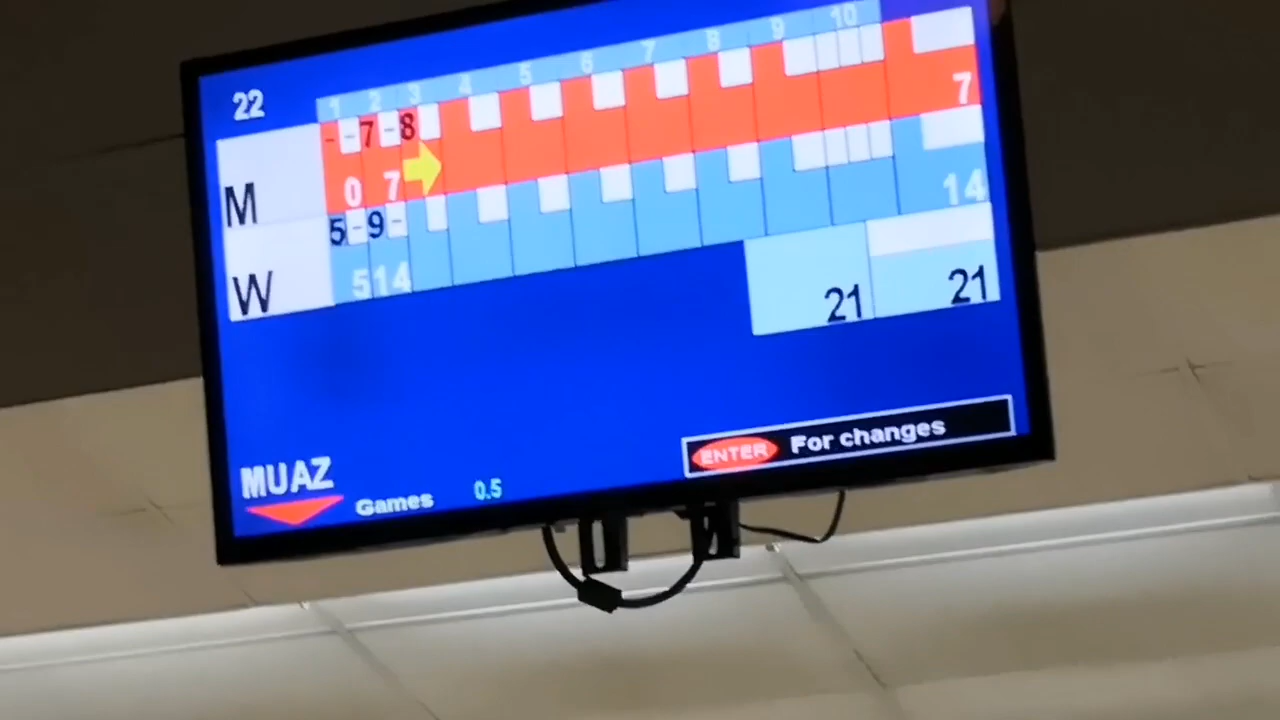 22
1 2 3 4 5 6 7 8 9 10
- - 7 - 8
M 0 7 7
5 - 9 -
W 5 14 14
21 21
ENTER For changes
MUAZ
Games 0.5